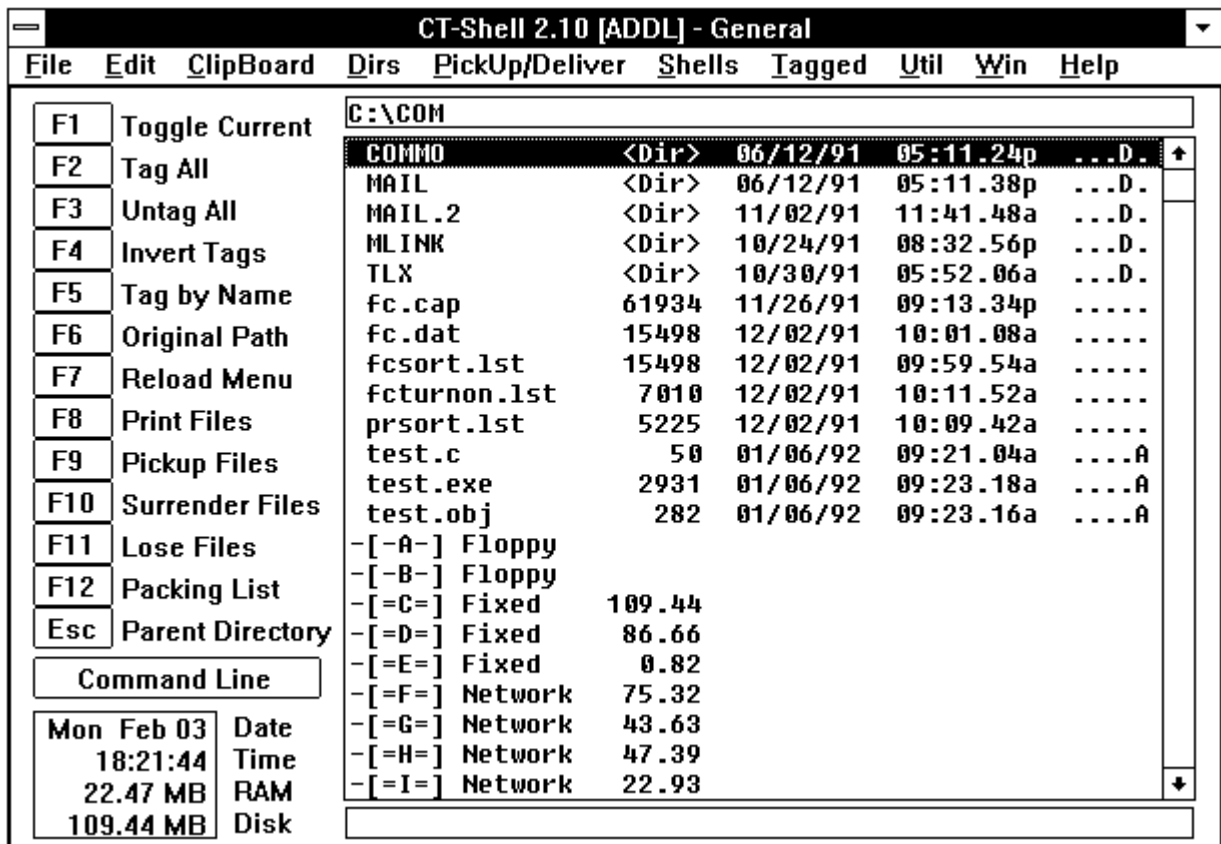 CT-Shell 2.10 [ADDL] - General
File Edit ClipBoard Dirs PickUp/Deliver Shells Tagged Util Win Help
F1 Toggle Current
F2 Tag All
F3 Untag All
F4 Invert Tags
F5 Tag by Name
F6 Original Path
F7 Reload Menu
F8 Print Files
F9 Pickup Files
F10 Surrender Files
F11 Lose Files
F12 Packing List
Esc Parent Directory
Command Line
Mon Feb 03 Date
18:21:44 Time
22.47 MB RAM
109.44 MB Disk
C:\COM
COMMO <Dir> 06/12/91 05:11.24p ...D.
MAIL <Dir> 06/12/91 05:11.38p ...D.
MAIL.2 <Dir> 11/02/91 11:41.48a ...D.
MLINK <Dir> 10/24/91 08:32.56p ...D.
TLX <Dir> 10/30/91 05:52.06a ...D.
fc.cap 61934 11/26/91 09:13.34p .....
fc.dat 15498 12/02/91 10:01.08a .....
fcsort.lst 15498 12/02/91 09:59.54a .....
fcturnon.lst 7010 12/02/91 10:11.52a .....
prsort.lst 5225 12/02/91 10:09.42a .....
test.c 50 01/06/92 09:21.04a ....A
test.exe 2931 01/06/92 09:23.18a ....A
test.obj 282 01/06/92 09:23.16a ....A
-[-A-] Floppy
-[-B-] Floppy
-[=C=] Fixed 109.44
-[=D=] Fixed 86.66
-[=E=] Fixed 0.82
-[=F=] Network 75.32
-[=G=] Network 43.63
-[=H=] Network 47.39
-[=I=] Network 22.93